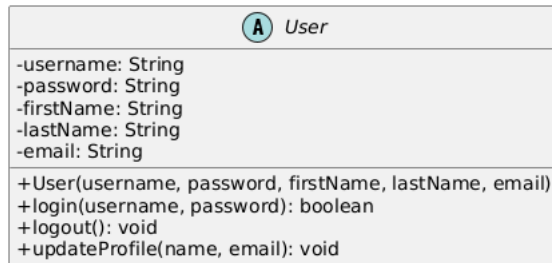 A User
-username: String
-password: String
-firstName: String
-lastName: String
-email: String
+User(username, password, firstName, lastName, email)
+login(username, password): boolean
+logout(): void
+updateProfile(name, email): void